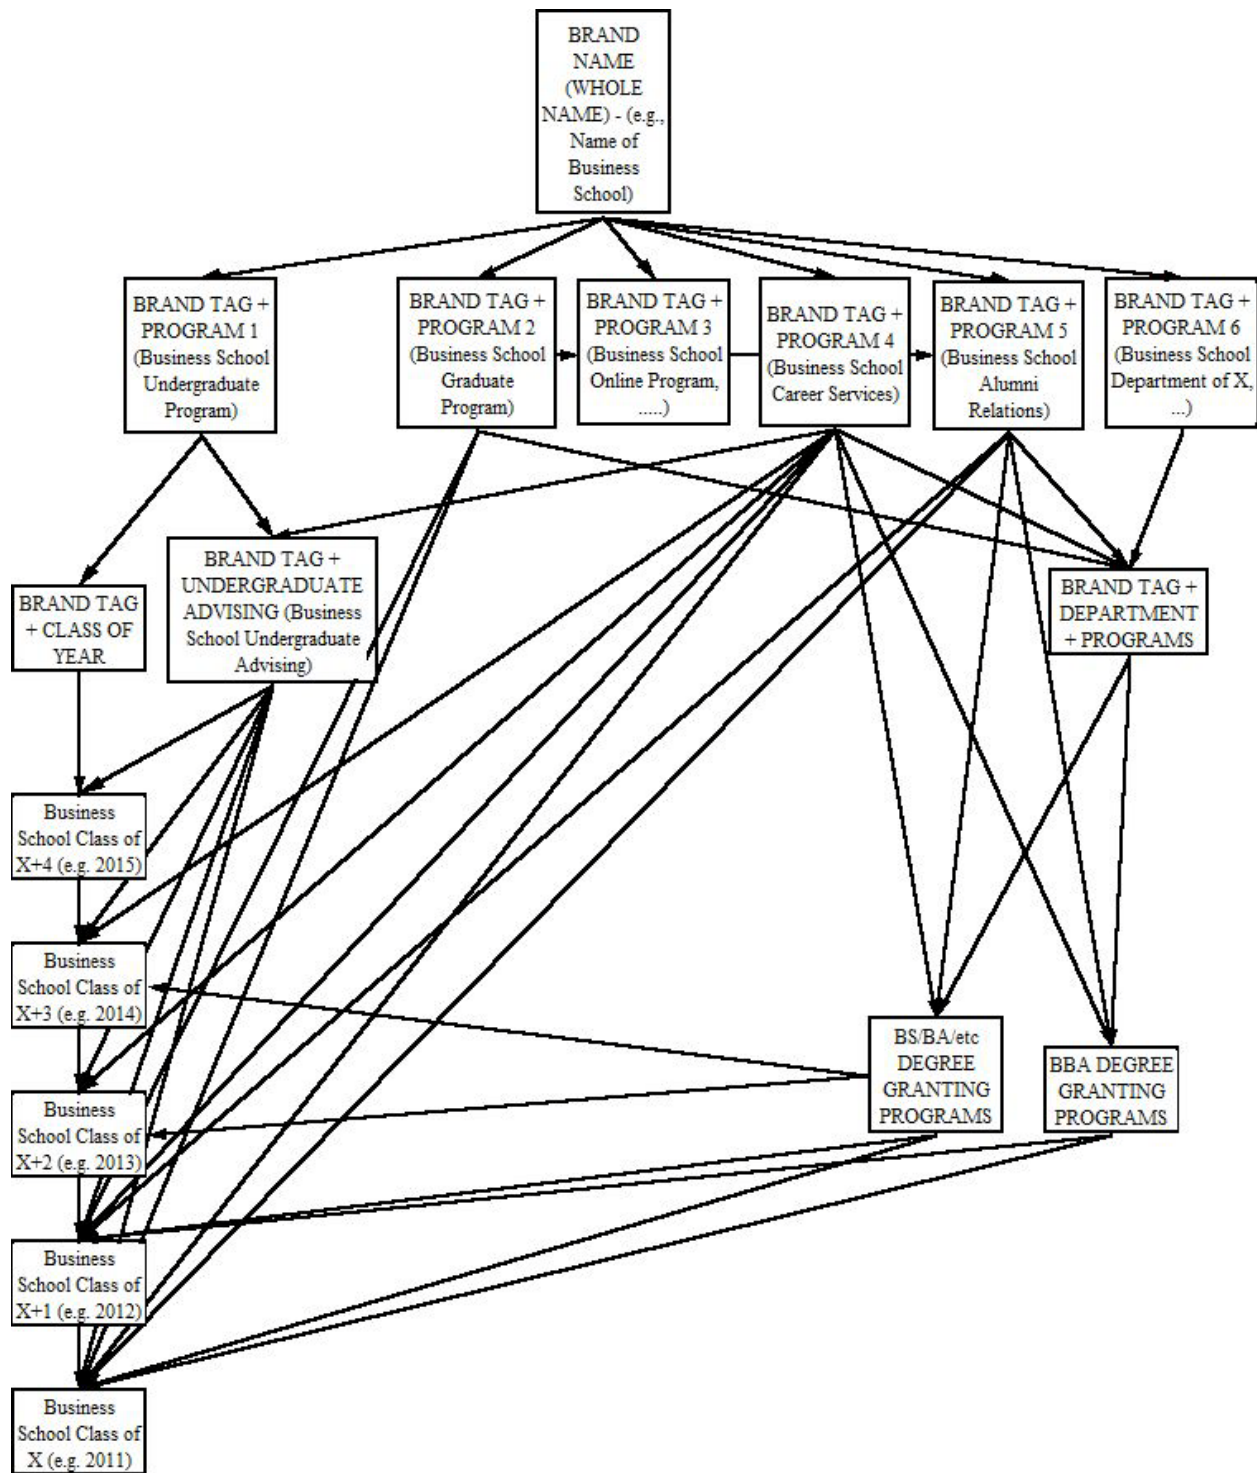 BRAND
NAME
(WHOLE
NAME) - (e.g.,
Name of
Business
School)
BRAND TAG +
PROGRAM 1
(Business School
Undergraduate
Program)
BRAND TAG +
PROGRAM 2
(Business School
Graduate
Program)
BRAND TAG +
PROGRAM 3
(Business School
Online Program,
.....)
BRAND TAG +
PROGRAM 4
(Business School
Career Services)
BRAND TAG +
PROGRAM 5
(Business School
Alumni
Relations)
BRAND TAG +
PROGRAM 6
(Business School
Department of X,
...)
BRAND TAG
+ CLASS OF
YEAR
BRAND TAG +
UNDERGRADUATE
ADVISING (Business
School Undergraduate
Advising)
BRAND TAG +
DEPARTMENT
+ PROGRAMS
Business
School Class of
X+4 (e.g. 2015)
Business
School Class of
X+3 (e.g. 2014)
BS/BA/etc
DEGREE
GRANTING
PROGRAMS
BBA DEGREE
GRANTING
PROGRAMS
Business
School Class of
X+2 (e.g. 2013)
Business
School Class of
X+1 (e.g. 2012)
Business
School Class of
X (e.g. 2011)